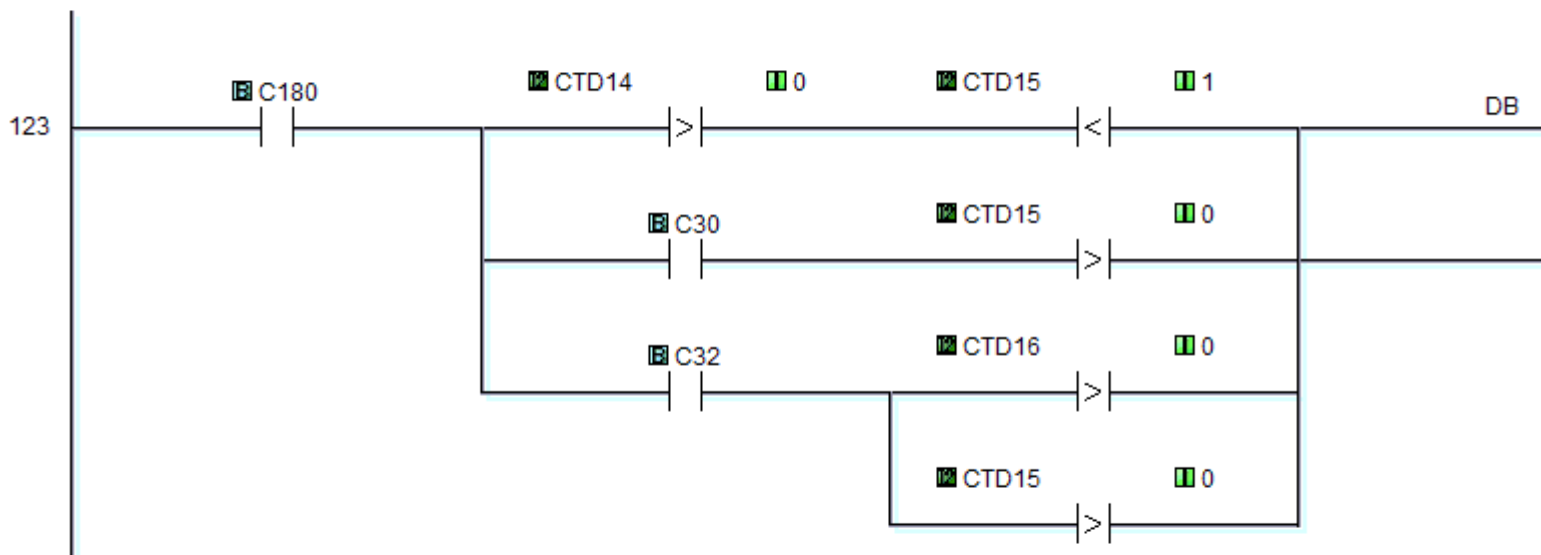 CTD14 0 CTD15 1
B C180 DB
123 > <
CTD15 0
B C30
>
CTD16 0
B C32
>
CTD15 0
>